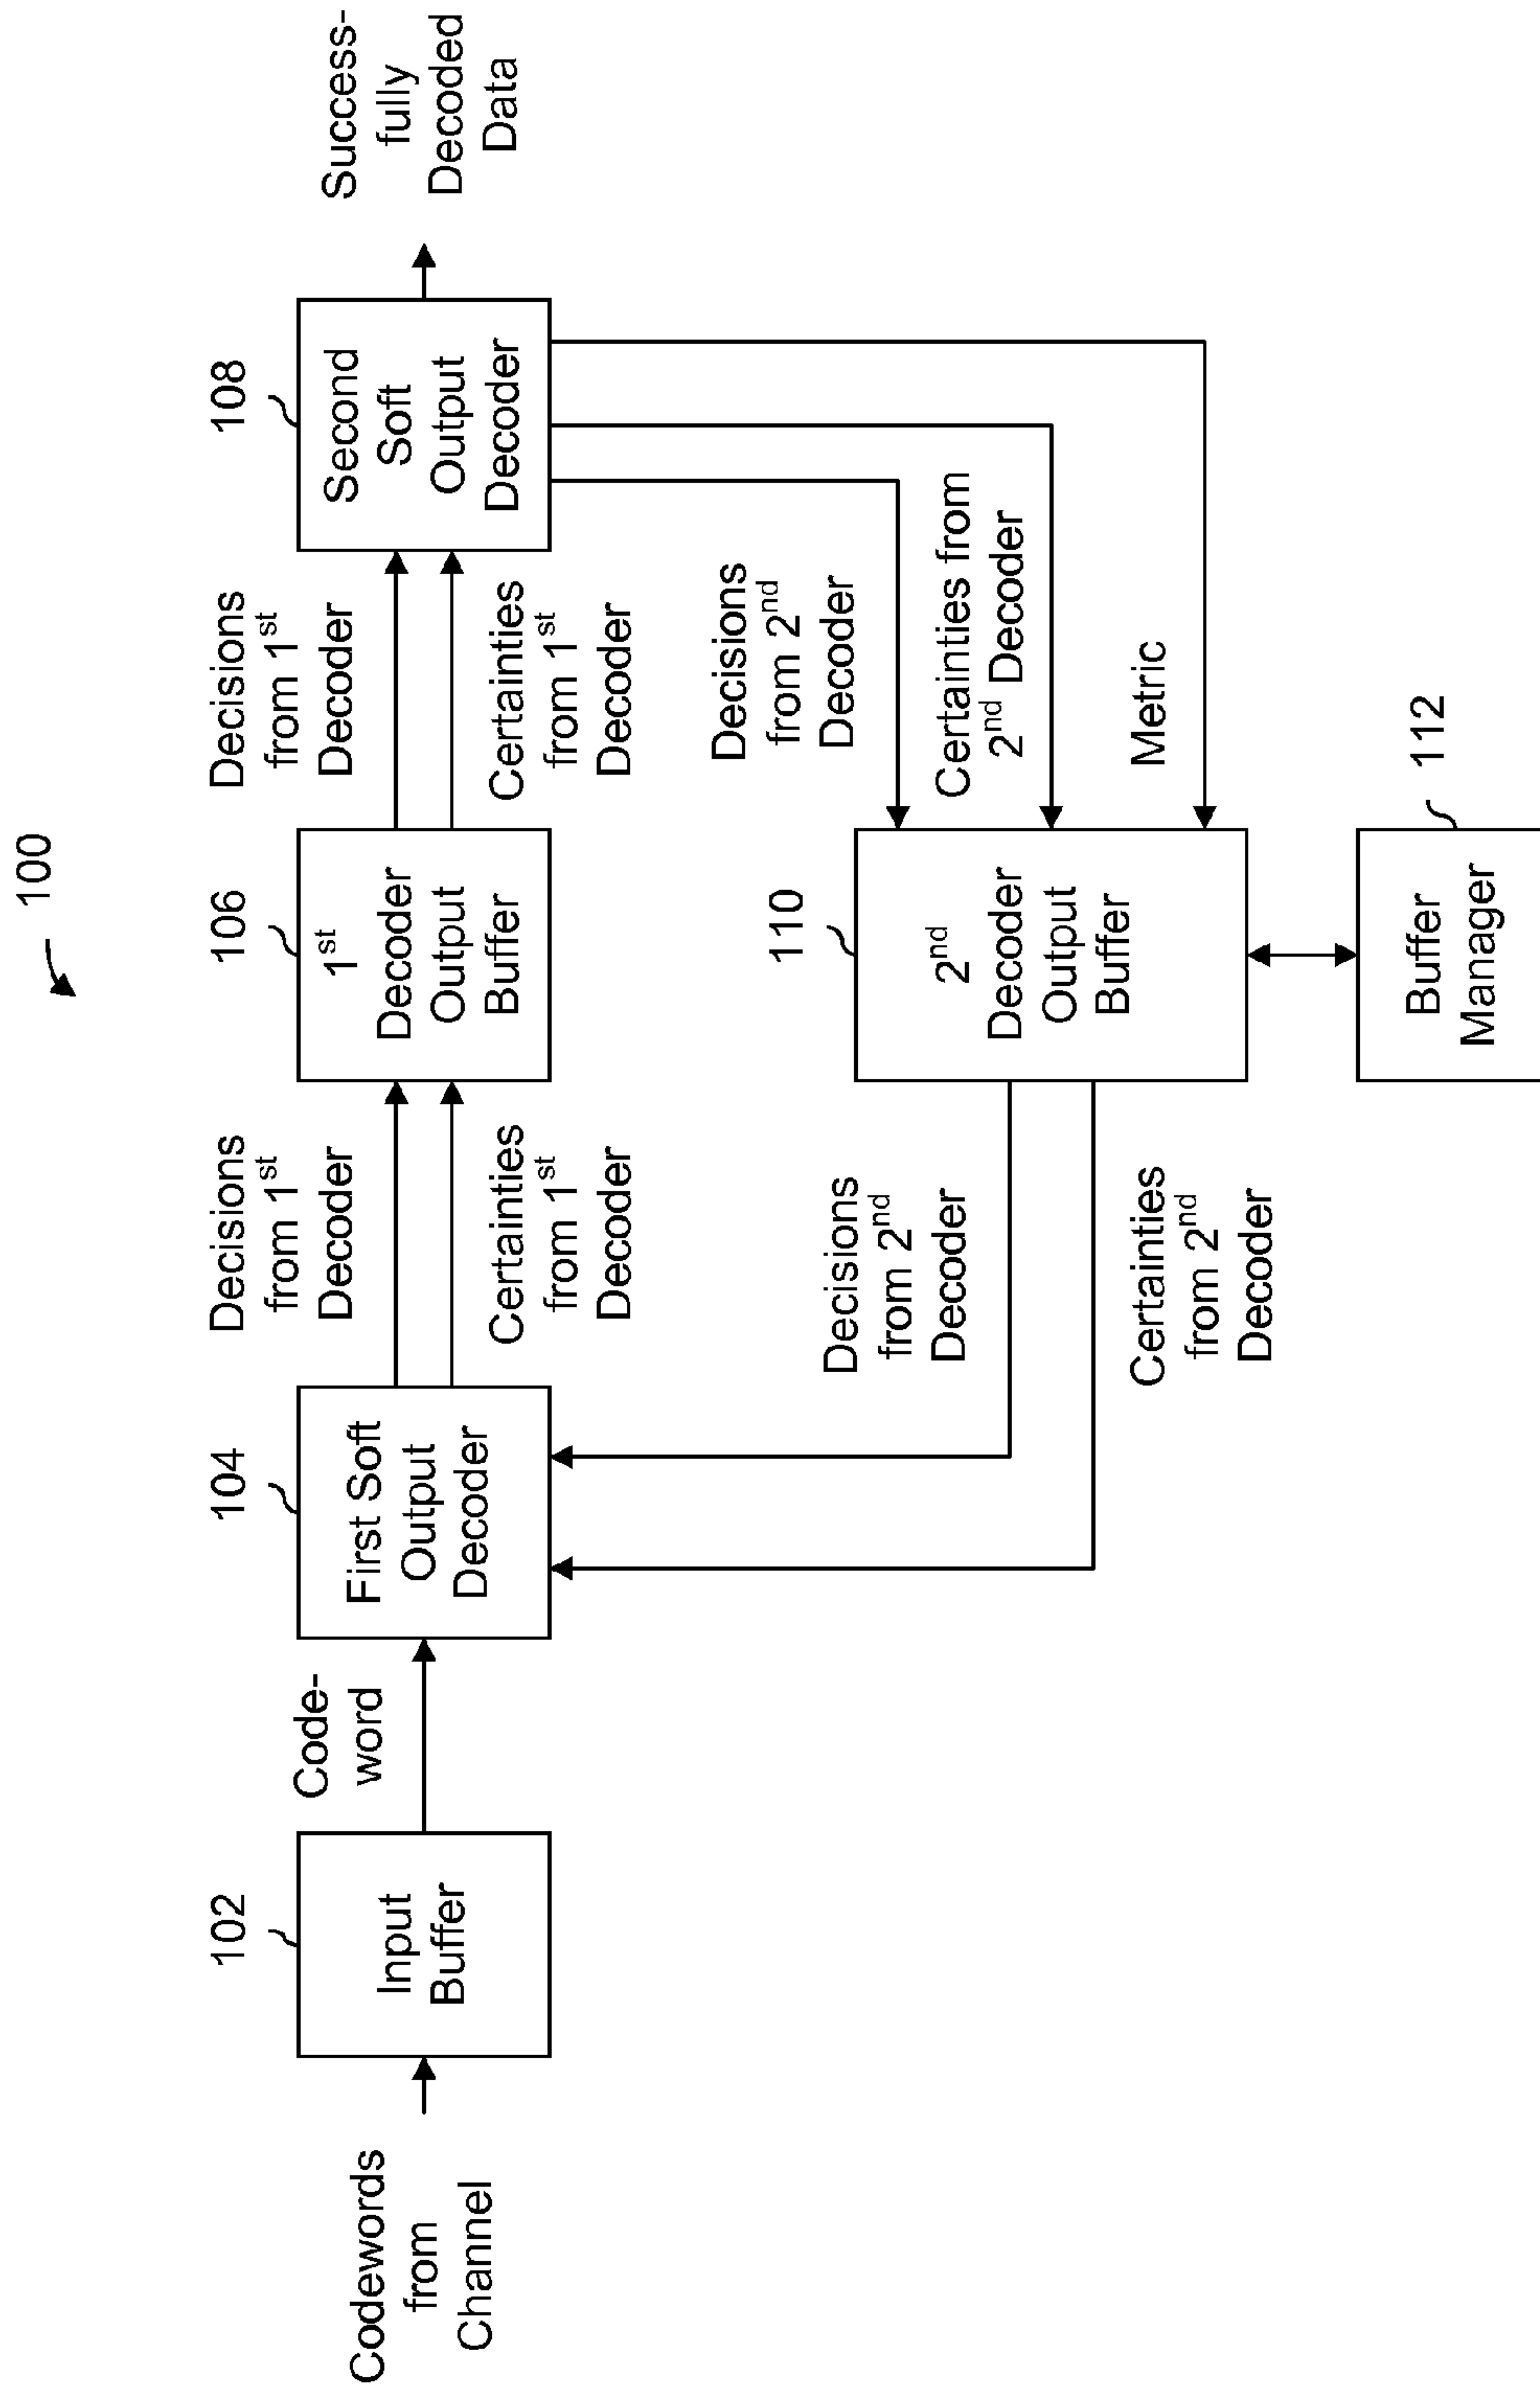 100
102
104
106
108
Codewords
from
Channel
Input
Buffer
Code-
word
First Soft
Output
Decoder
Decisions
from 1st
Decoder
Certainties
from 1st
Decoder
1st
Decoder
Output
Buffer
Decisions
from 1st
Decoder
Certainties
from 1st
Decoder
Second
Soft
Output
Decoder
Success-
fully
Decoded
Data
Decisions
from 2nd
Decoder
Certainties
from 2nd
Decoder
110
2nd
Decoder
Output
Buffer
Decisions
from 2nd
Decoder
Certainties from
2nd Decoder
Metric
112
Buffer
Manager